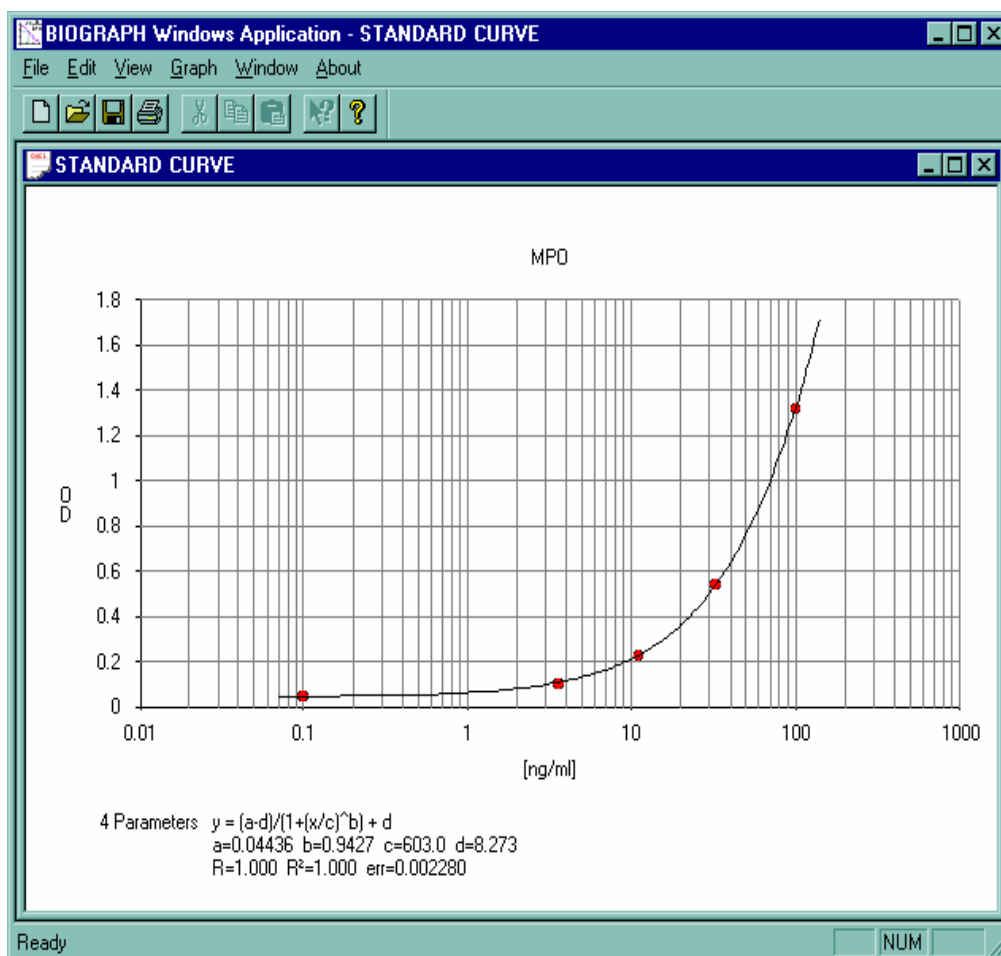 BIOGRAPH Windows Application - STANDARD CURVE
File Edit View Graph Window About
STANDARD CURVE
MPO
1.8
1.6
1.4
1.2
1
0.8
0.6
0.4
0.2
0
OD
0.01 0.1 1 10 100 1000
[ng/ml]
4 Parameters y = (a-d)/(1+(x/c)^b) + d
a=0.04436 b=0.9427 c=603.0 d=8.273
R=1.000 R²=1.000 err=0.002280
Ready NUM